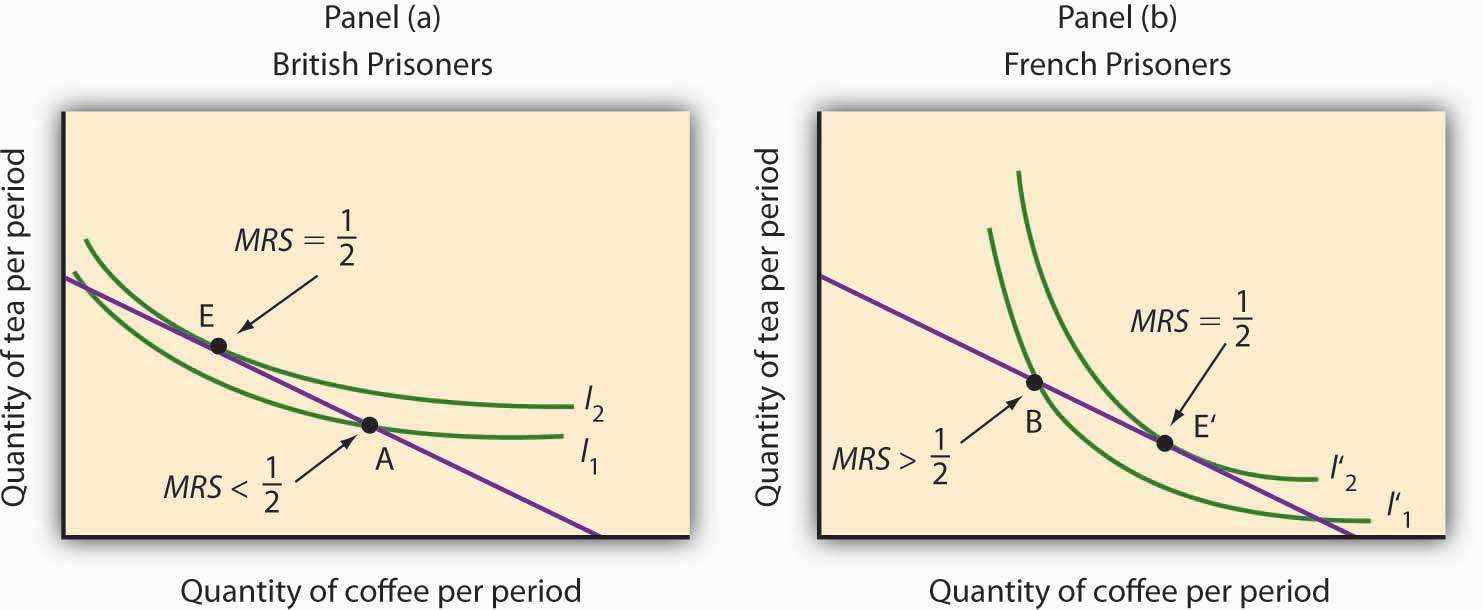 Panel (a)
British Prisoners
Quantity of tea per period
MRS = 1/2
E
I2
I1
A
MRS < 1/2
Quantity of coffee per period
Panel (b)
French Prisoners
Quantity of tea per period
MRS = 1/2
E‘
B
MRS > 1/2
I‘2
I‘1
Quantity of coffee per period